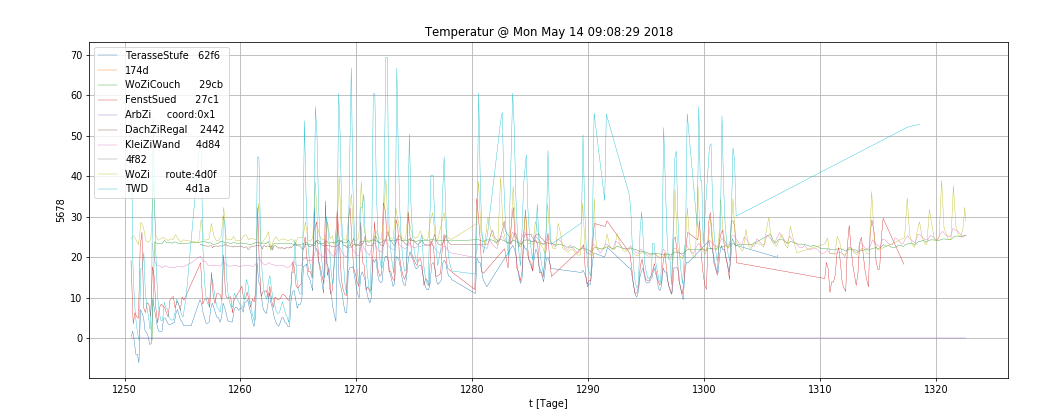 Temperatur @ Mon May 14 09:08:29 2018
70
60
50
40
30
20
10
0
5678
TerasseStufe 62f6
174d
WoZiCouch 29cb
FenstSued 27c1
ArbZi coord:0x1
DachZiRegal 2442
KleiZiWand 4d84
4f82
WoZi route:4d0f
TWD 4d1a
1250 1260 1270 1280 1290 1300 1310 1320
t [Tage]